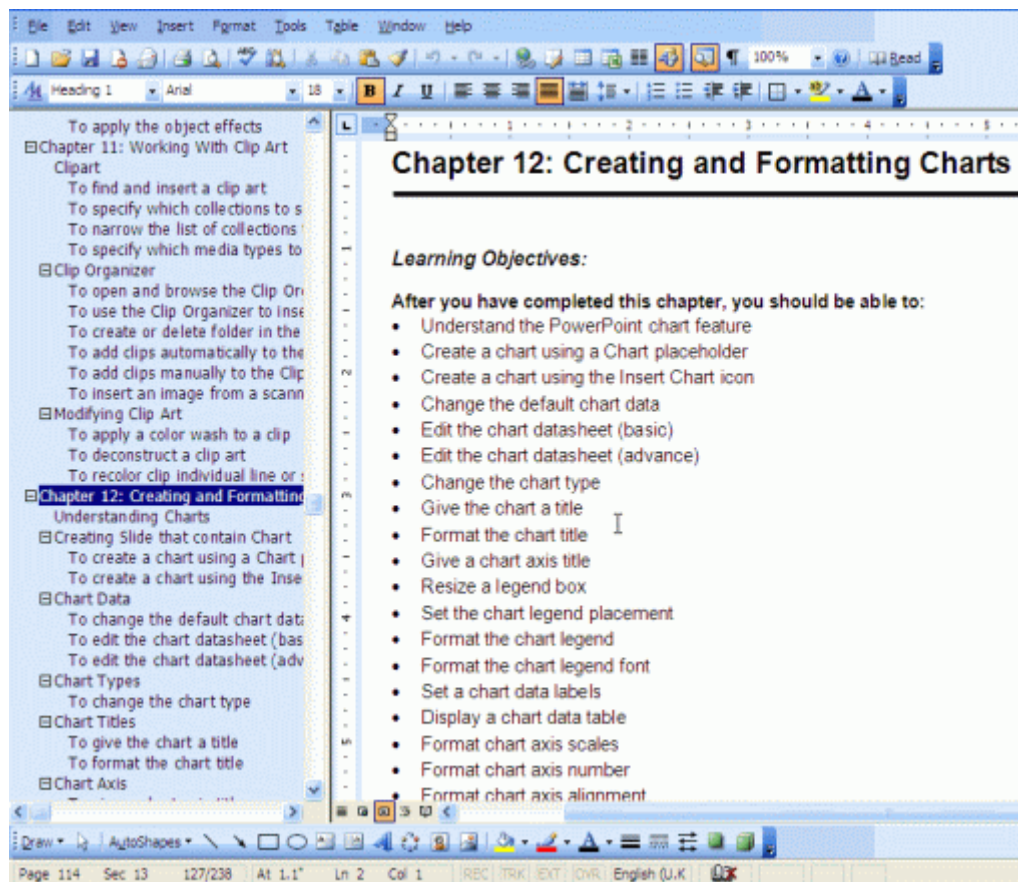 File Edit View Insert Format Tools Table Window Help
100% Read
Heading 1 Arial 18 B I U A
To apply the object effects
Chapter 11: Working With Clip Art
Clipart
To find and insert a clip art
To specify which collections to s
To narrow the list of collections
To specify which media types to
Clip Organizer
To open and browse the Clip Or
To use the Clip Organizer to inse
To create or delete folder in the
To add clips automatically to the
To add clips manually to the Clip
To insert an image from a scann
Modifying Clip Art
To apply a color wash to a clip
To deconstruct a clip art
To recolor clip individual line or
Chapter 12: Creating and Formatting
Understanding Charts
Creating Slide that contain Chart
To create a chart using a Chart
To create a chart using the Inse
Chart Data
To change the default chart data
To edit the chart datasheet (bas
To edit the chart datasheet (adv
Chart Types
To change the chart type
Chart Titles
To give the chart a title
To format the chart title
Chart Axis
Chapter 12: Creating and Formatting Charts
Learning Objectives:
After you have completed this chapter, you should be able to:
• Understand the PowerPoint chart feature
• Create a chart using a Chart placeholder
• Create a chart using the Insert Chart icon
• Change the default chart data
• Edit the chart datasheet (basic)
• Edit the chart datasheet (advance)
• Change the chart type
• Give the chart a title
• Format the chart title
• Give a chart axis title
• Resize a legend box
• Set the chart legend placement
• Format the chart legend
• Format the chart legend font
• Set a chart data labels
• Display a chart data table
• Format chart axis scales
• Format chart axis number
• Format chart axis alignment
Draw AutoShapes A
Page 114 Sec 13 127/238 At 1.1" Ln 2 Col 1 REC TRK EXT OVR English (U.K